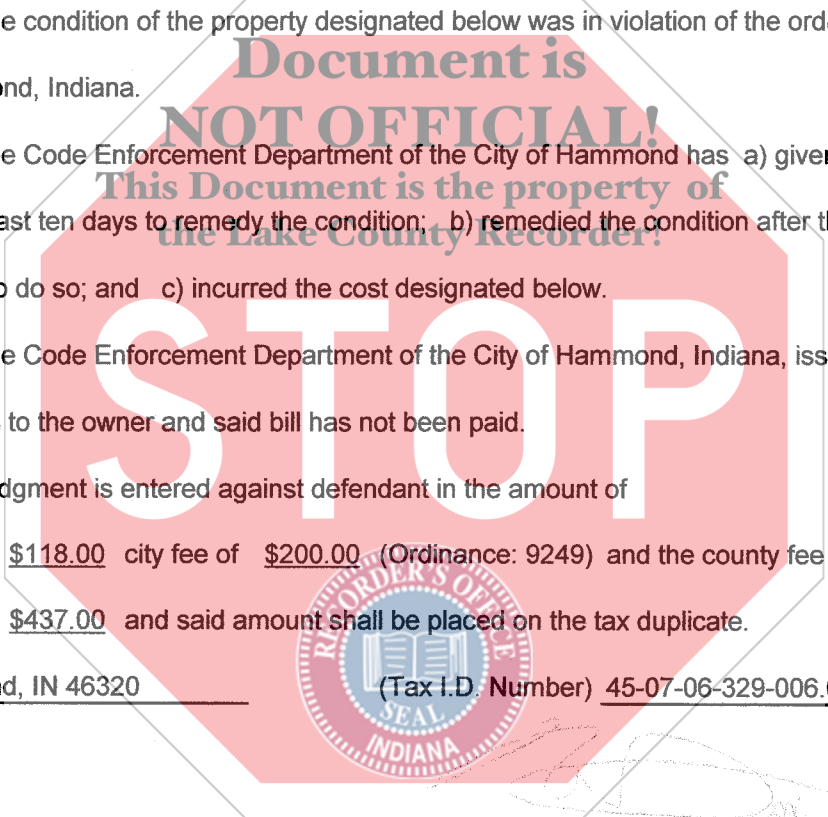 e condition of the property designated below was in violation of the ord
Document is
ond, Indiana.
NOT OFFICIAL!
e Code Enforcement Department of the City of Hammond has a) given
This Document is the property of
ast ten days to remedy the condition; b) remedied the condition after th
the Lake County Recorder!
o do so; and c) incurred the cost designated below.
STOP
e Code Enforcement Department of the City of Hammond, Indiana, iss
to the owner and said bill has not been paid.
dgment is entered against defendant in the amount of
$118.00 city fee of $200.00 (Ordinance: 9249) and the county fee
$437.00 and said amount shall be placed on the tax duplicate.
d, IN 46320 (Tax I.D. Number) 45-07-06-329-006.
RECORDER'S OFFICE
SEAL
INDIANA